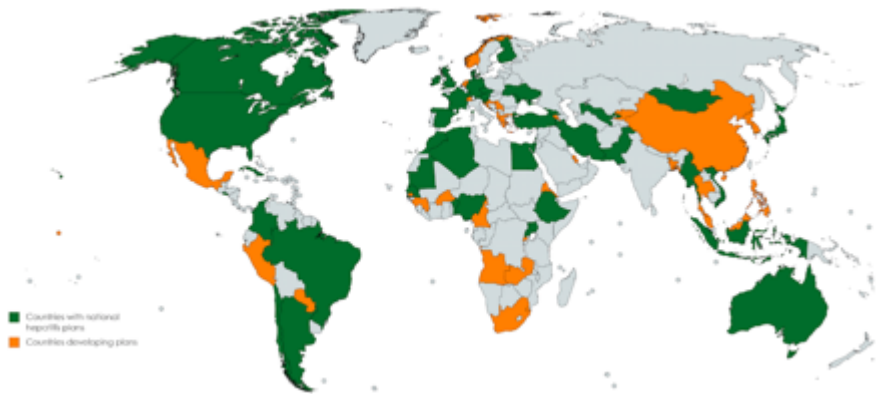 Countries with national
hepatitis plans
Countries developing plans